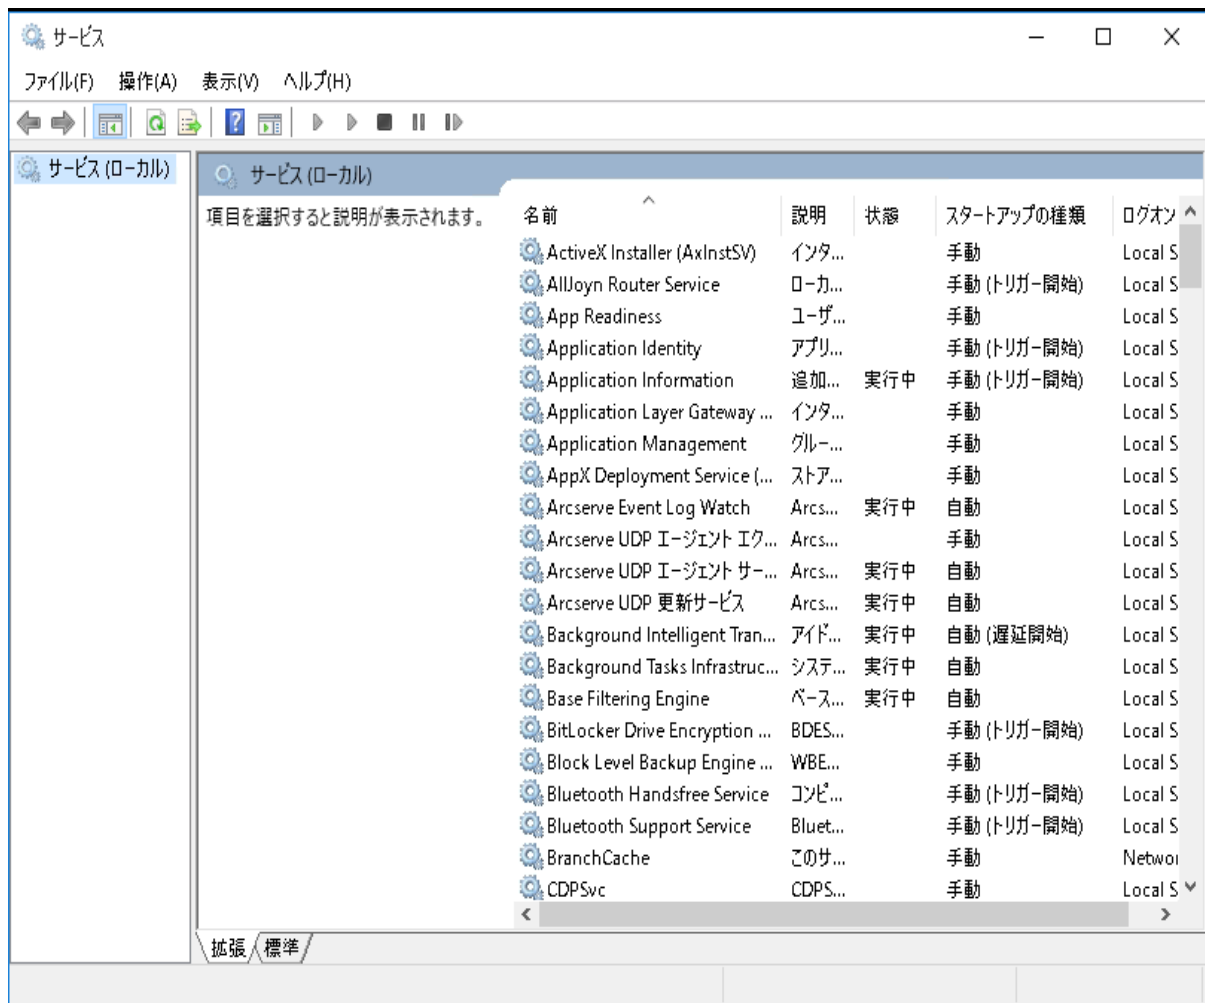 サービス
ファイル(F) 操作(A) 表示(V) ヘルプ(H)
サービス (ローカル)
サービス (ローカル)
項目を選択すると説明が表示されます。
名前 説明 状態 スタートアップの種類 ログオン
ActiveX Installer (AxInstSV) インタ... 手動 Local S
AllJoyn Router Service ローカ... 手動 (トリガー開始) Local S
App Readiness ユーザ... 手動 Local S
Application Identity アプリ... 手動 (トリガー開始) Local S
Application Information 追加... 実行中 手動 (トリガー開始) Local S
Application Layer Gateway ... インタ... 手動 Local S
Application Management グルー... 手動 Local S
AppX Deployment Service (... ストア... 手動 Local S
Arcserve Event Log Watch Arcs... 実行中 自動 Local S
Arcserve UDP エージェント エク... Arcs... 手動 Local S
Arcserve UDP エージェント サー... Arcs... 実行中 自動 Local S
Arcserve UDP 更新サービス Arcs... 実行中 自動 Local S
Background Intelligent Tran... アイド... 実行中 自動 (遅延開始) Local S
Background Tasks Infrastruc... システ... 実行中 自動 Local S
Base Filtering Engine ベース... 実行中 自動 Local S
BitLocker Drive Encryption ... BDES... 手動 (トリガー開始) Local S
Block Level Backup Engine ... WBE... 手動 Local S
Bluetooth Handsfree Service コンピ... 手動 (トリガー開始) Local S
Bluetooth Support Service Bluet... 手動 (トリガー開始) Local S
BranchCache このサ... 手動 Networ
CDPSvc CDPS... 手動 Local S
拡張 標準